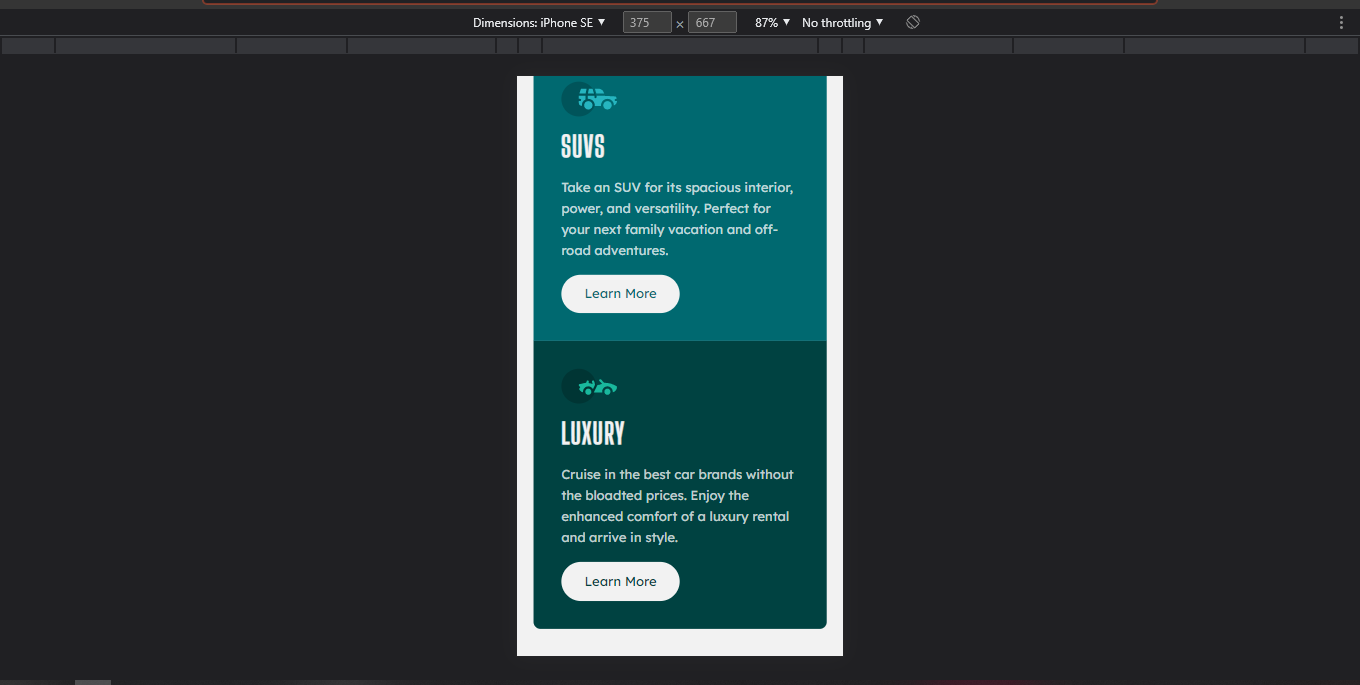 Dimensions: iPhone SE ▼ 375 × 667 87% ▼ No throttling ▼
SUVS
Take an SUV for its spacious interior,
power, and versatility. Perfect for
your next family vacation and off-
road adventures.
Learn More
LUXURY
Cruise in the best car brands without
the bloadted prices. Enjoy the
enhanced comfort of a luxury rental
and arrive in style.
Learn More